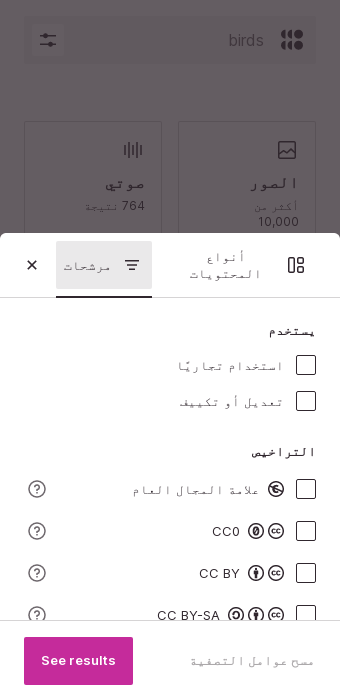 birds
الصور
أكثر من
10,000
صوتي
764 نتيجة
أنواع
المحتويات
مرشحات
يستخدم
استخدام تجاريًا
تعديل أو تكييف
التراخيص
علامة المجال العام
CC0
CC BY
CC BY-SA
مسح عوامل التصفية
See results